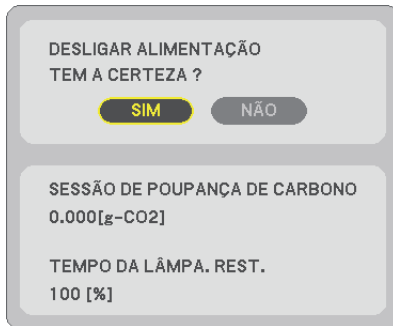 DESLIGAR ALIMENTAÇÃO
TEM A CERTEZA ?
SIM NÃO
SESSÃO DE POUPANÇA DE CARBONO
0.000[g-CO2]
TEMPO DA LÂMPA. REST.
100 [%]